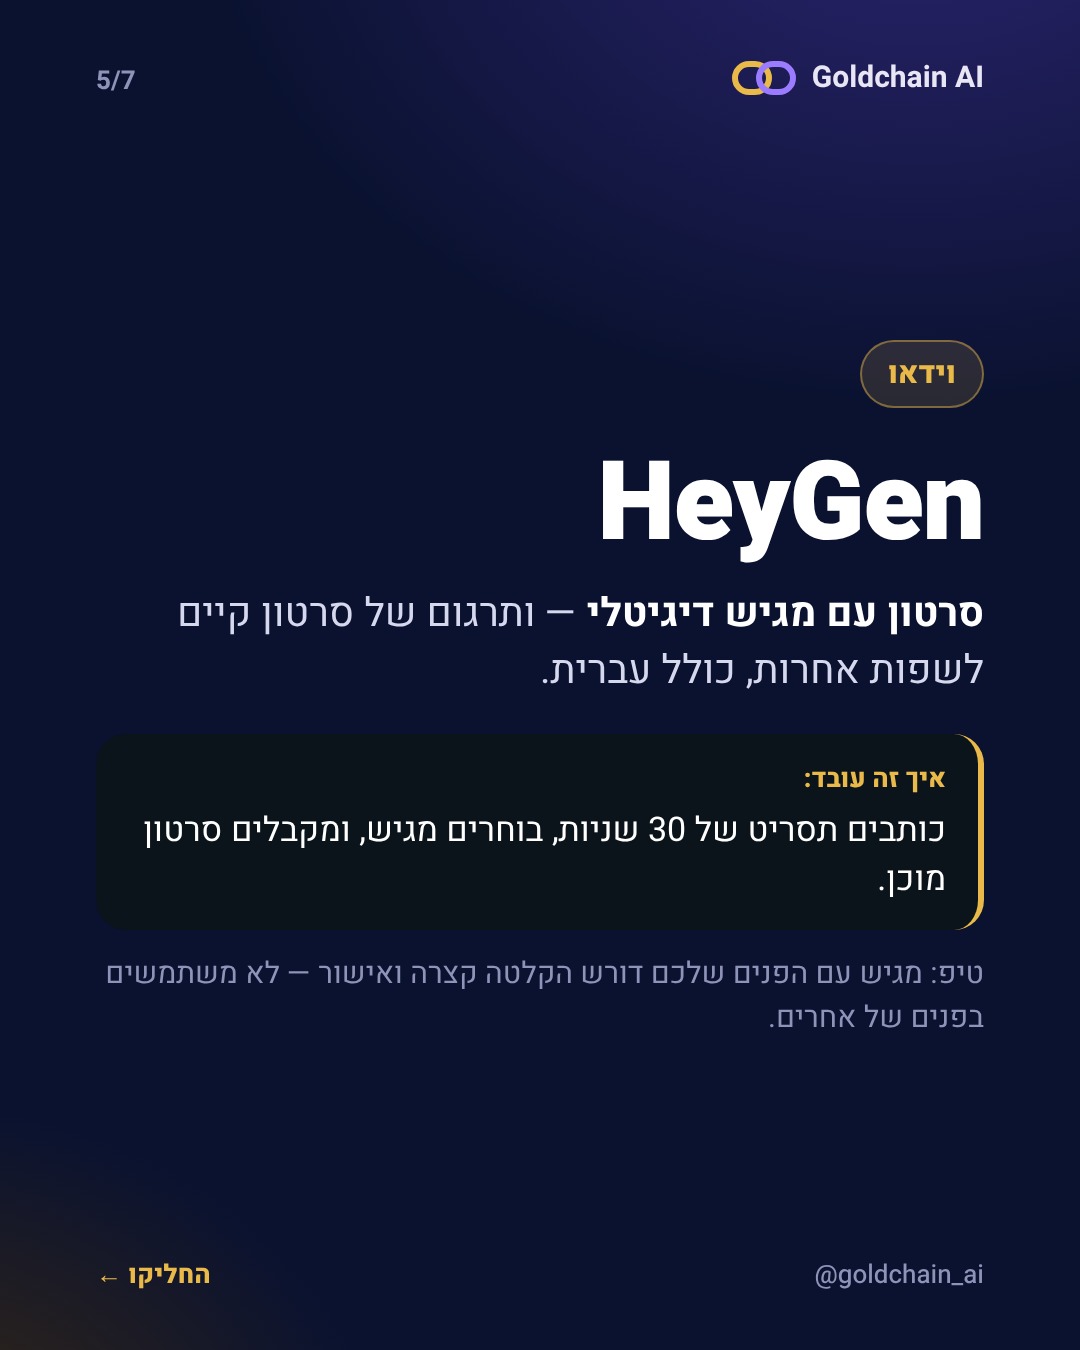 Goldchain AI
5/7
וידאו
HeyGen
סרטון עם מגיש דיגיטלי — ותרגום של סרטון קיים
לשפות אחרות, כולל עברית.
איך זה עובד:
כותבים תסריט של 30 שניות, בוחרים מגיש, ומקבלים סרטון
מוכן.
טיפ: מגיש עם הפנים שלכם דורש הקלטה קצרה ואישור — לא משתמשים
בפנים של אחרים.
@goldchain_ai
החליקו ←